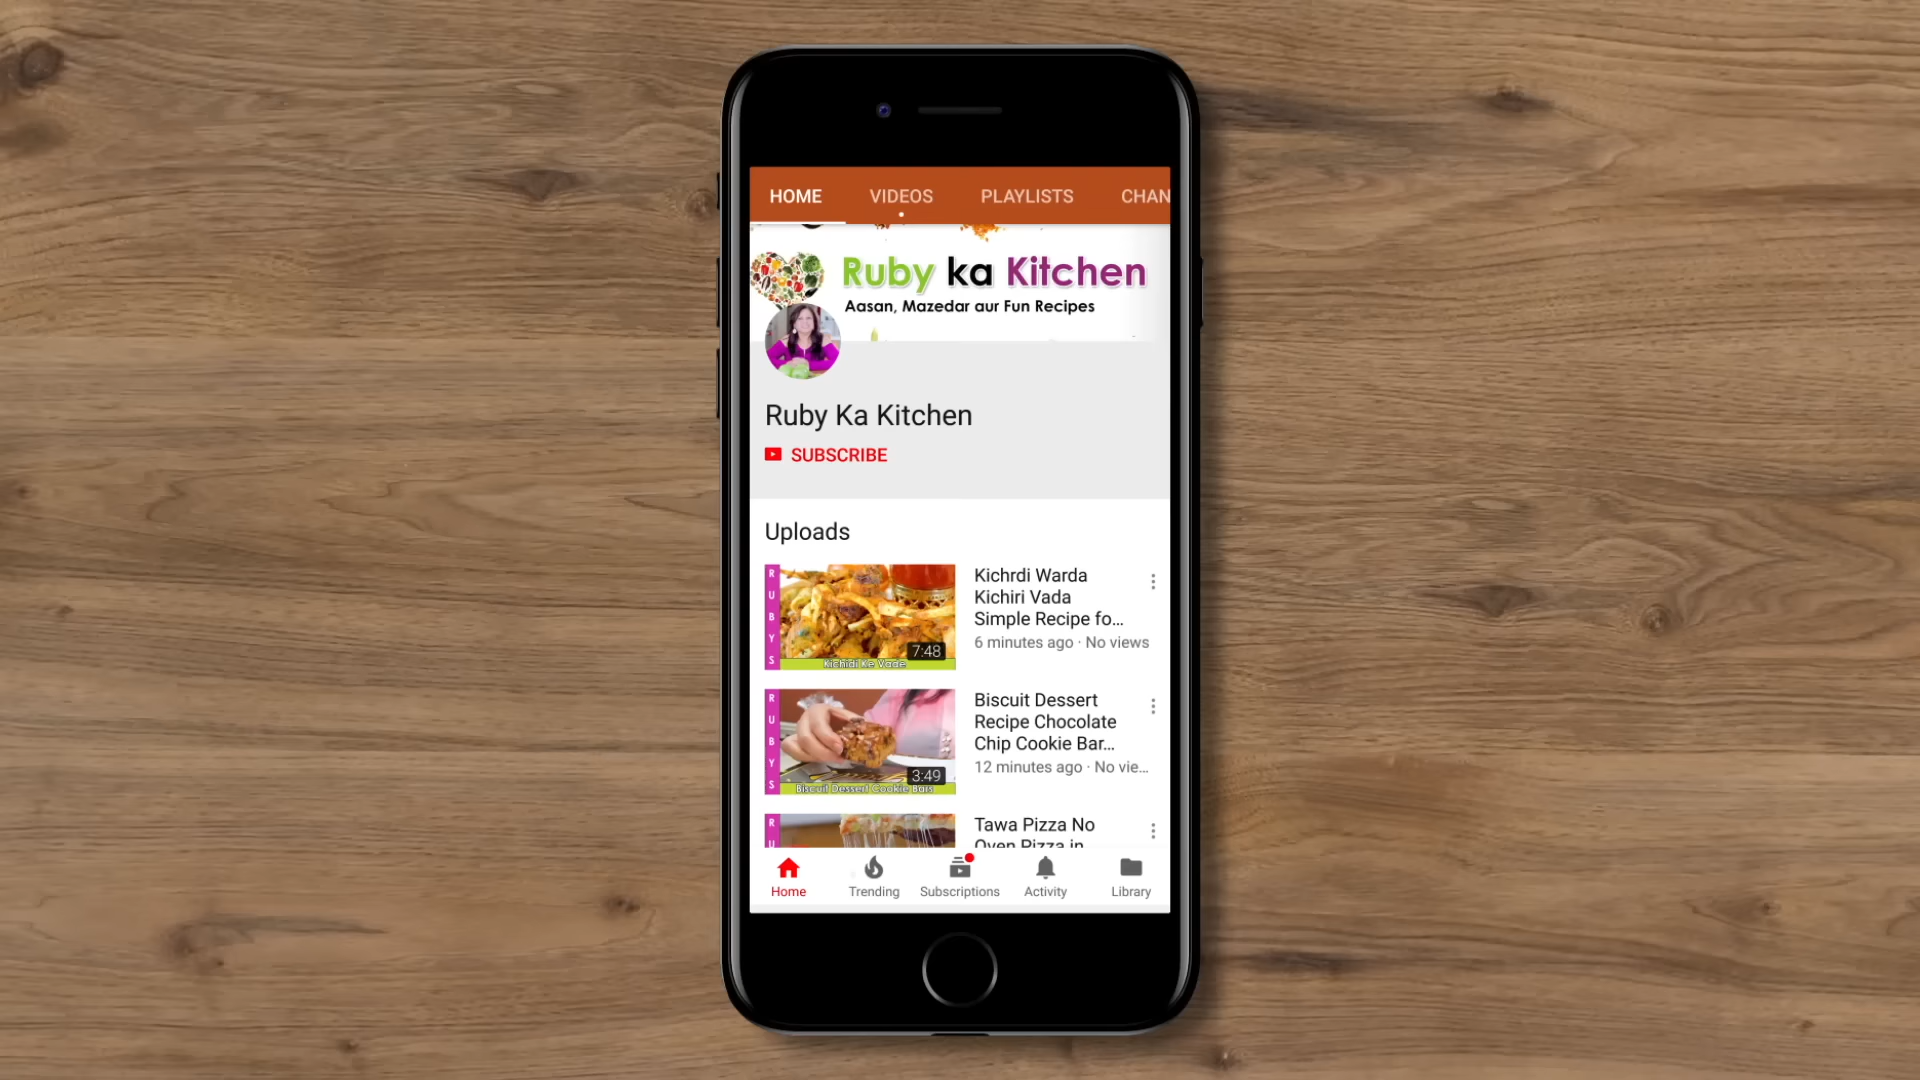 HOME VIDEOS PLAYLISTS CHAN
Ruby ka Kitchen
Aasan, Mazedar aur Fun Recipes
Ruby Ka Kitchen
SUBSCRIBE
Uploads
RUBYS
7:48
Kichidi Ke Vade
Kichrdi Warda
Kichiri Vada
Simple Recipe fo...
6 minutes ago · No views
RUBYS
3:49
Biscuit Dessert Cookie Bars
Biscuit Dessert
Recipe Chocolate
Chip Cookie Bar...
12 minutes ago · No vie...
RU
Tawa Pizza No
Oven Pizza in
Home Trending Subscriptions Activity Library